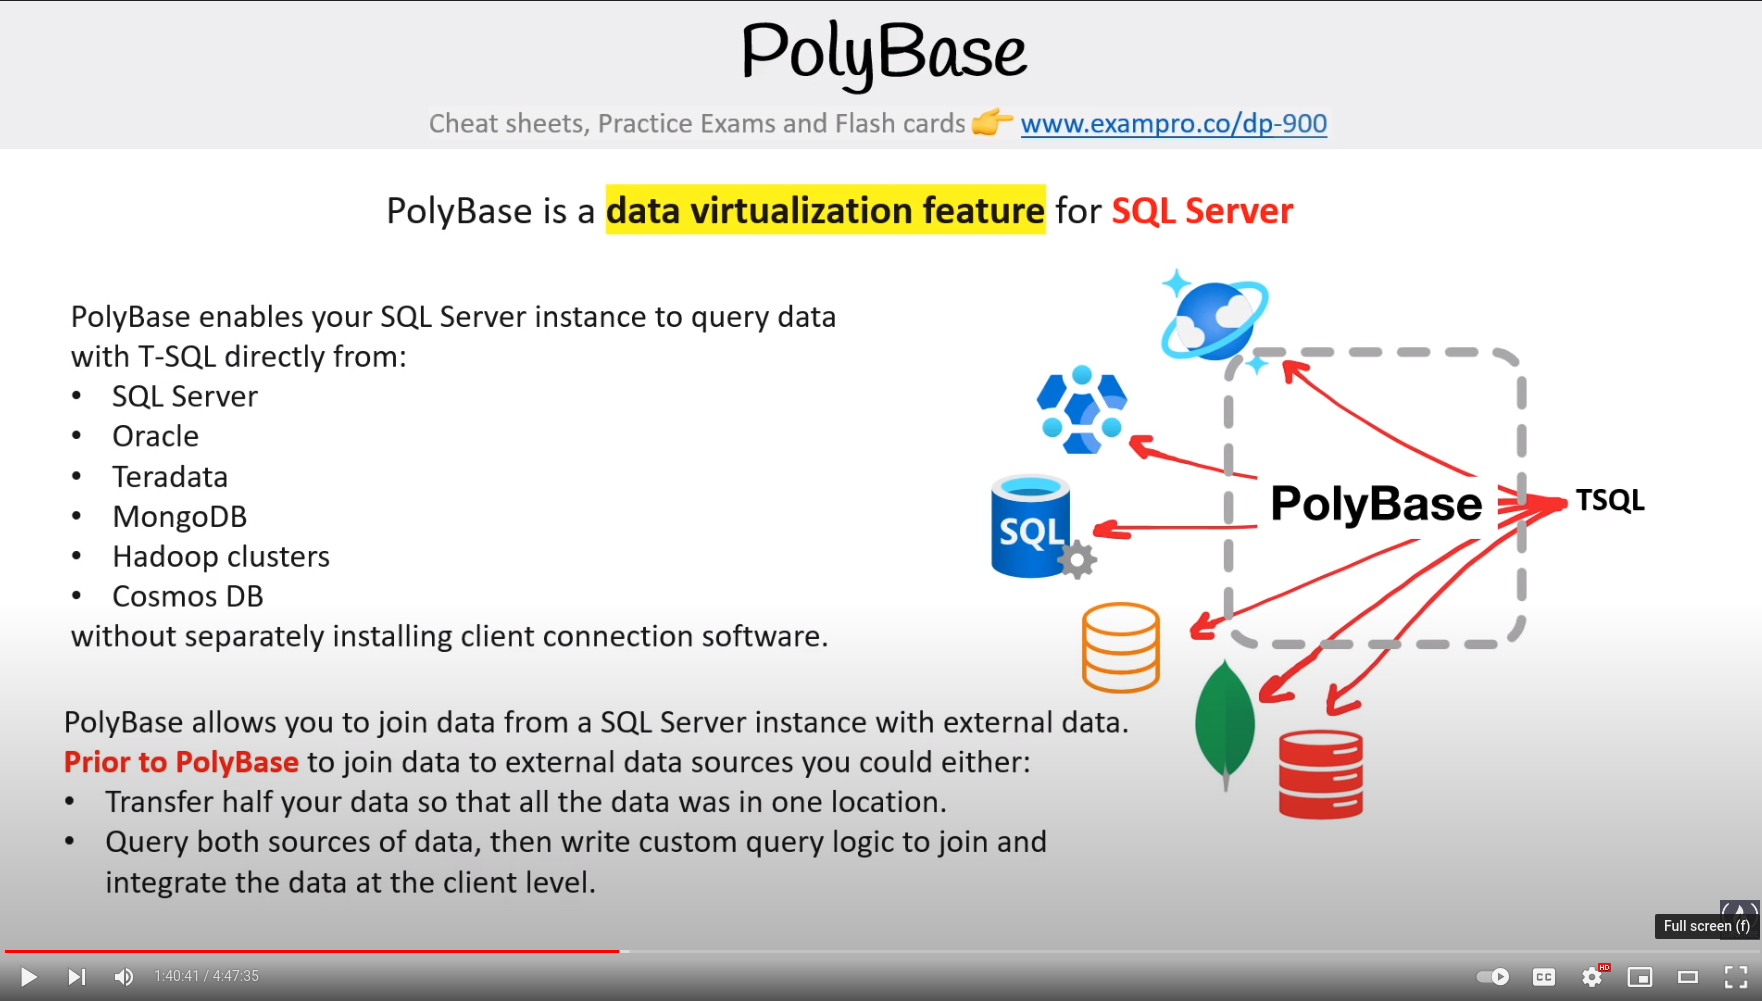 PolyBase
Cheat sheets, Practice Exams and Flash cards 👉 www.exampro.co/dp-900
PolyBase is a data virtualization feature for SQL Server
PolyBase enables your SQL Server instance to query data
with T-SQL directly from:
• SQL Server
• Oracle
• Teradata
• MongoDB
• Hadoop clusters
• Cosmos DB
without separately installing client connection software.
PolyBase allows you to join data from a SQL Server instance with external data.
Prior to PolyBase to join data to external data sources you could either:
• Transfer half your data so that all the data was in one location.
• Query both sources of data, then write custom query logic to join and
integrate the data at the client level.
SQL
PolyBase
TSQL
Full screen (f)
1:40:41 / 4:47:35
CC
HD